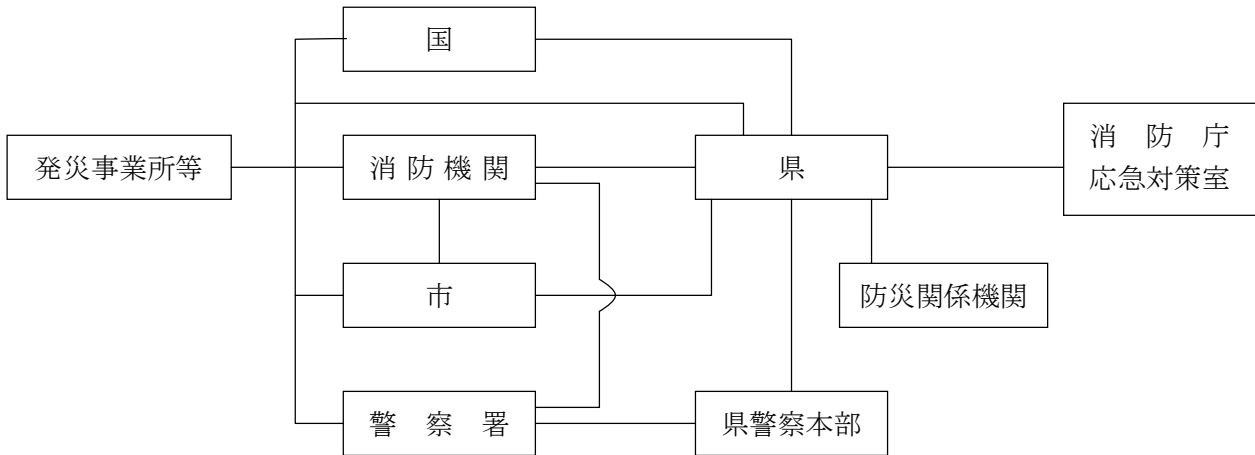 国
発災事業所等
消防機関
県
消防庁
応急対策室
市
防災関係機関
警察署
県警察本部